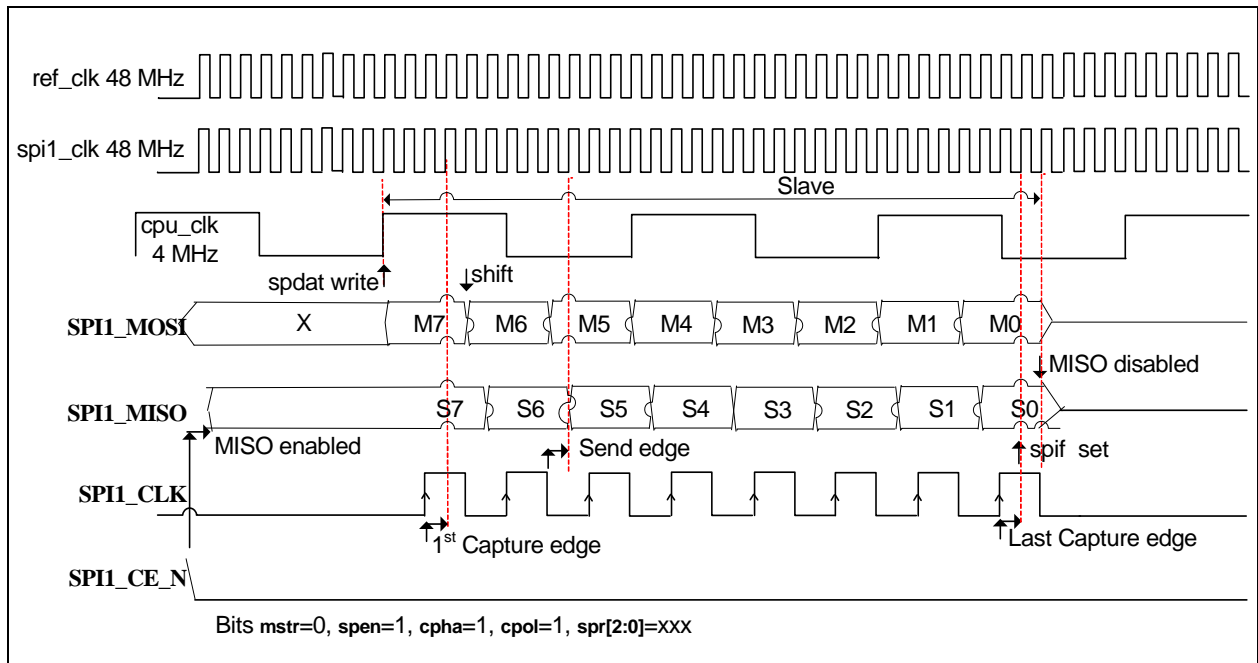 ref_clk 48 MHz
spi1_clk 48 MHz
Slave
cpu_clk
4 MHz
spdat write
shift
SPI1_MOSI X M7 M6 M5 M4 M3 M2 M1 M0
MISO disabled
SPI1_MISO S7 S6 S5 S4 S3 S2 S1 S0
MISO enabled
Send edge
spif set
SPI1_CLK
1st Capture edge
Last Capture edge
SPI1_CE_N
Bits mstr=0, spen=1, cpha=1, cpol=1, spr[2:0]=xxx